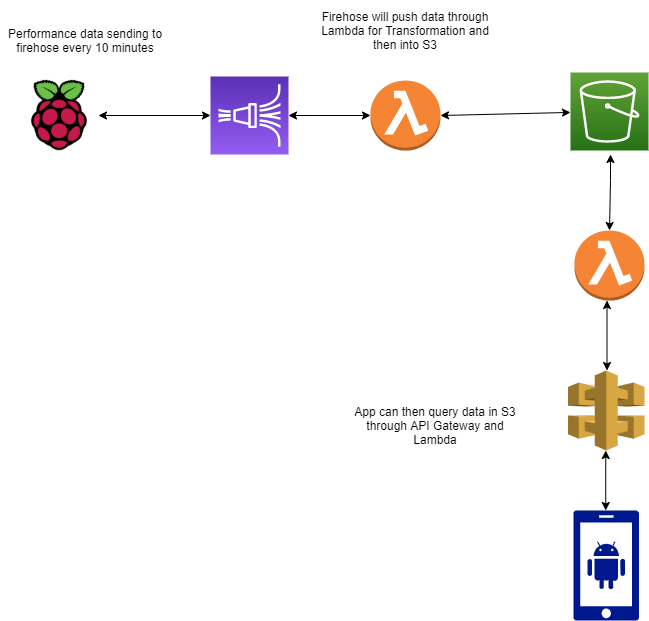 Performance data sending to
firehose every 10 minutes
Firehose will push data through
Lambda for Transformation and
then into S3
App can then query data in S3
through API Gateway and
Lambda